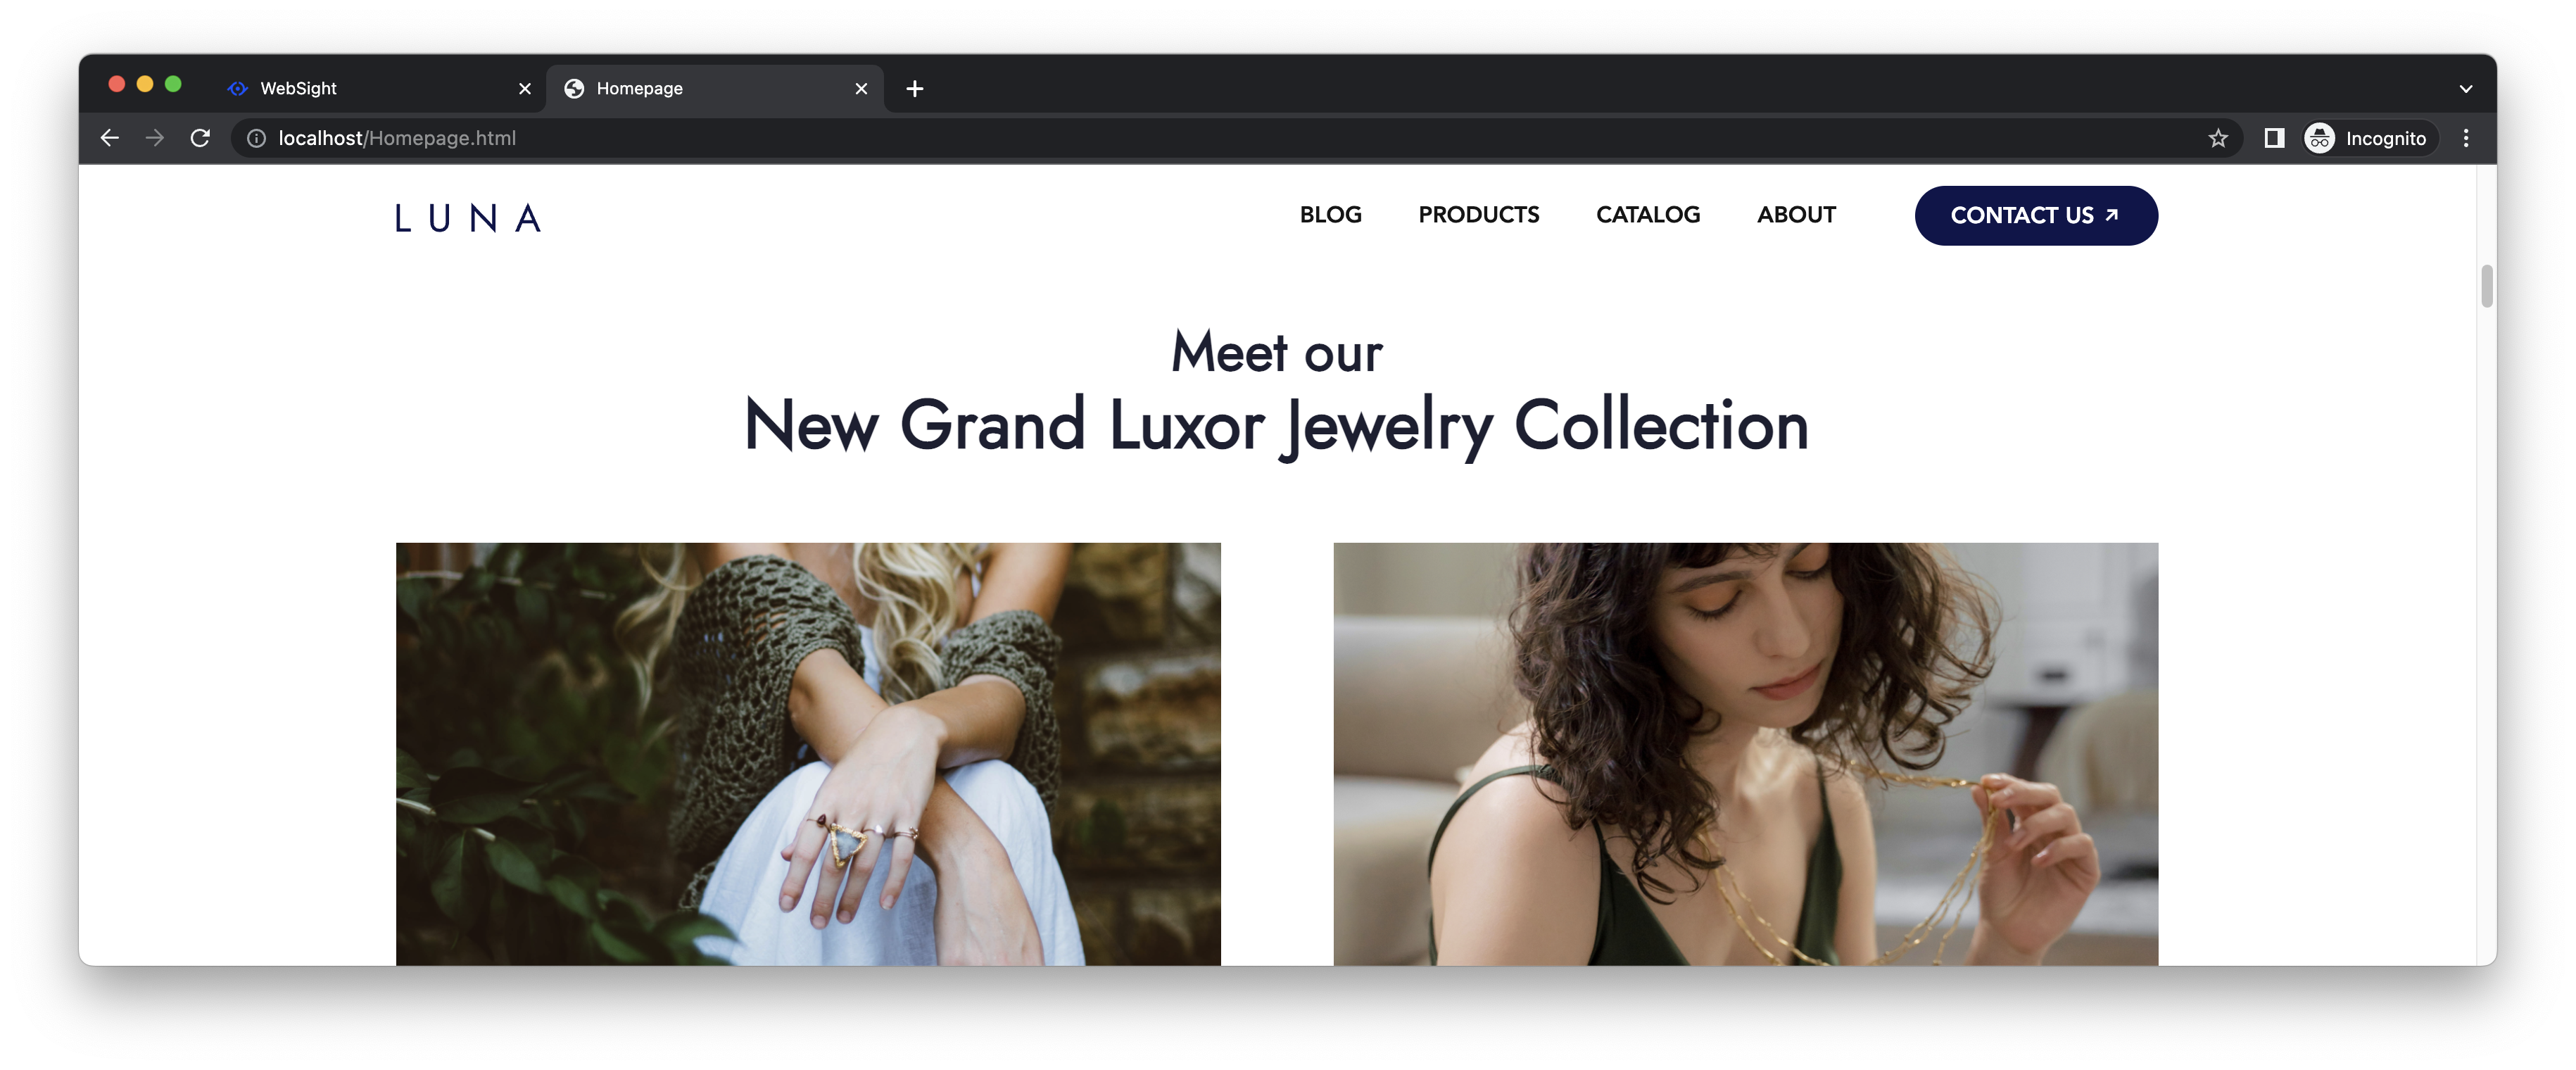 WebSight
Homepage
localhost/Homepage.html
Incognito
LUNA
BLOG PRODUCTS CATALOG ABOUT CONTACT US
Meet our
New Grand Luxor Jewelry Collection